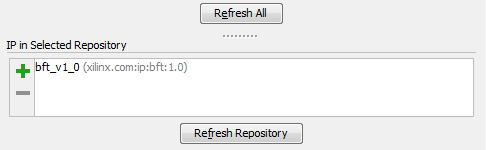 Refresh All
IP in Selected Repository
bft_v1_0 (xilinx.com:ip:bft:1.0)
Refresh Repository